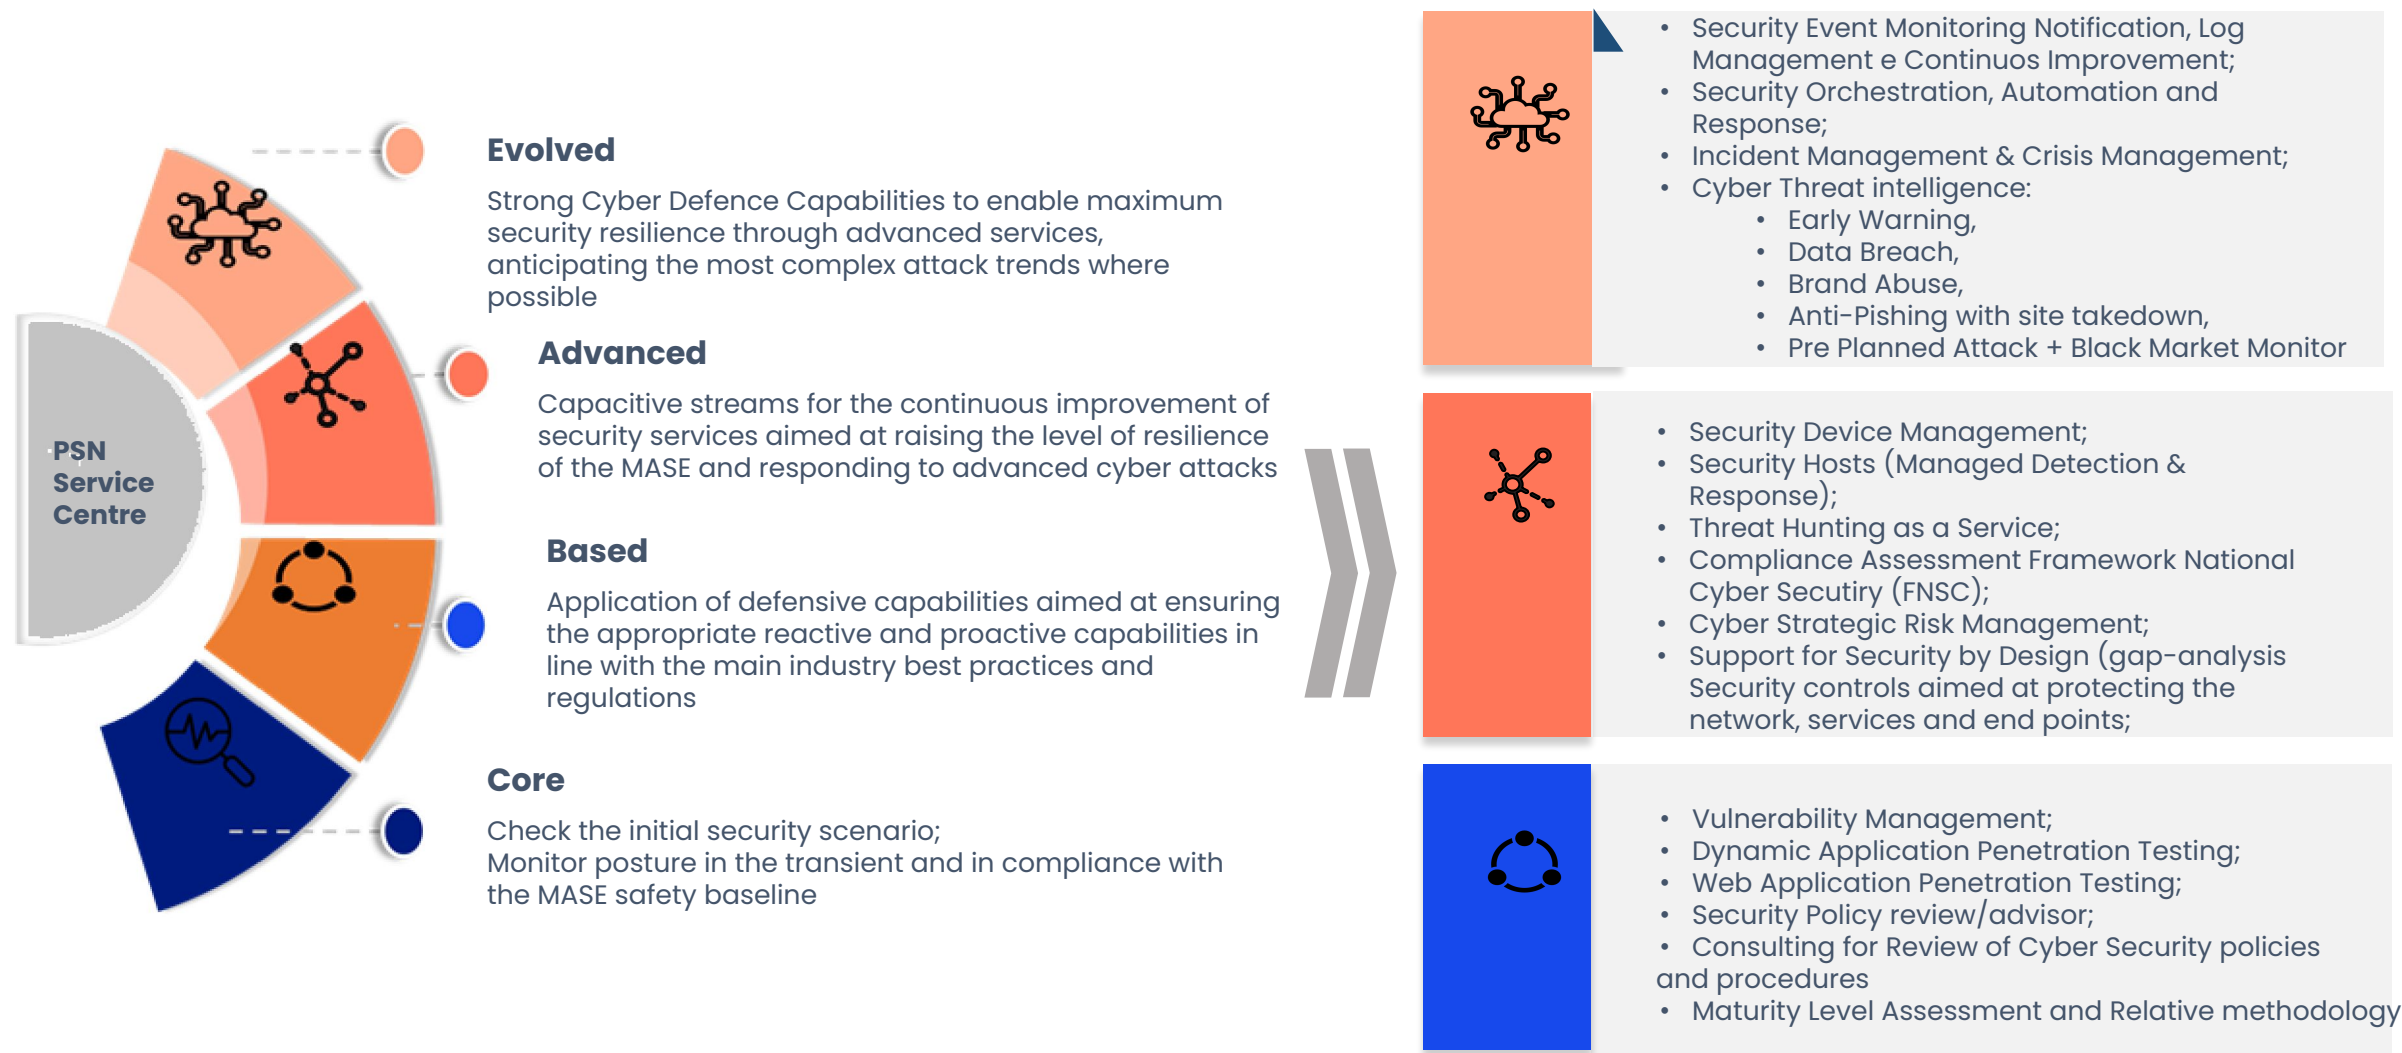 PSN
Service
Centre
Evolved
Strong Cyber Defence Capabilities to enable maximum
security resilience through advanced services,
anticipating the most complex attack trends where
possible
Advanced
Capacitive streams for the continuous improvement of
security services aimed at raising the level of resilience
of the MASE and responding to advanced cyber attacks
Based
Application of defensive capabilities aimed at ensuring
the appropriate reactive and proactive capabilities in
line with the main industry best practices and
regulations
Core
Check the initial security scenario;
Monitor posture in the transient and in compliance with
the MASE safety baseline
• Security Event Monitoring Notification, Log
Management e Continuos Improvement;
• Security Orchestration, Automation and
Response;
• Incident Management & Crisis Management;
• Cyber Threat intelligence:
• Early Warning,
• Data Breach,
• Brand Abuse,
• Anti-Pishing with site takedown,
• Pre Planned Attack + Black Market Monitor
• Security Device Management;
• Security Hosts (Managed Detection &
Response);
• Threat Hunting as a Service;
• Compliance Assessment Framework National
Cyber Secutiry (FNSC);
• Cyber Strategic Risk Management;
• Support for Security by Design (gap-analysis
Security controls aimed at protecting the
network, services and end points;
• Vulnerability Management;
• Dynamic Application Penetration Testing;
• Web Application Penetration Testing;
• Security Policy review/advisor;
• Consulting for Review of Cyber Security policies
and procedures
• Maturity Level Assessment and Relative methodology